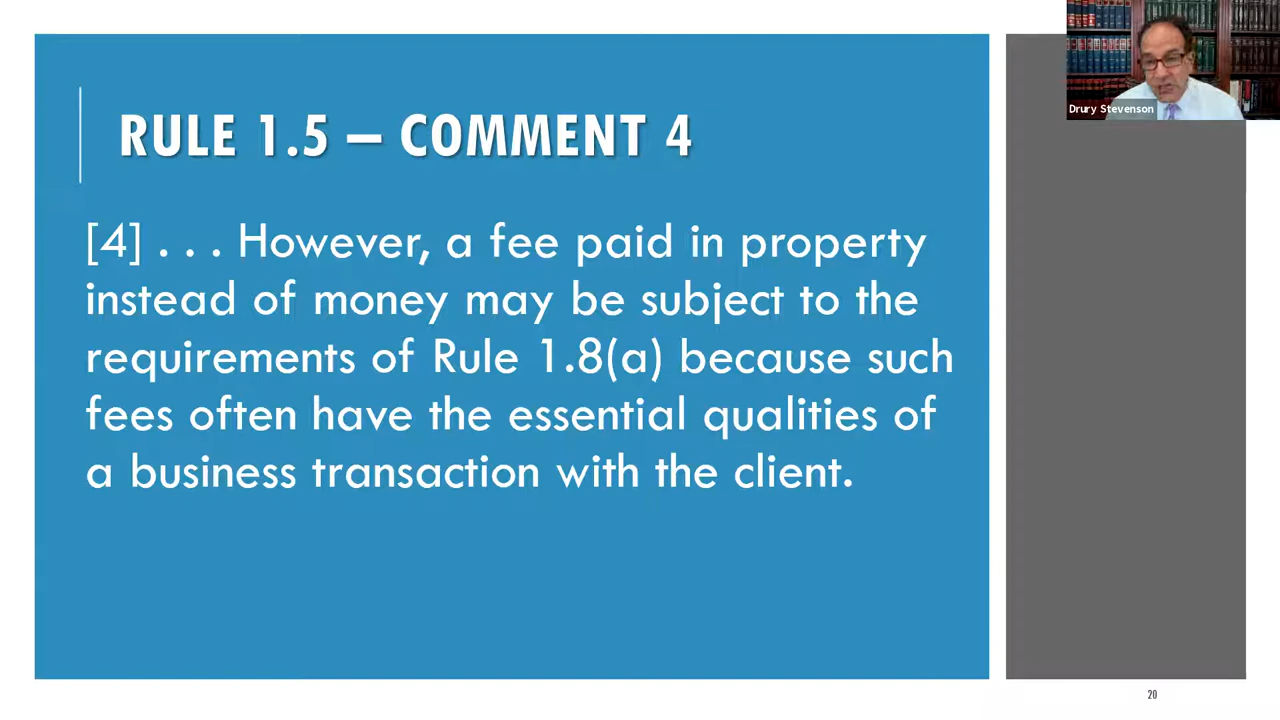 RULE 1.5 – COMMENT 4
[4] . . . However, a fee paid in property
instead of money may be subject to the
requirements of Rule 1.8(a) because such
fees often have the essential qualities of
a business transaction with the client.
Drury Stevenson
20